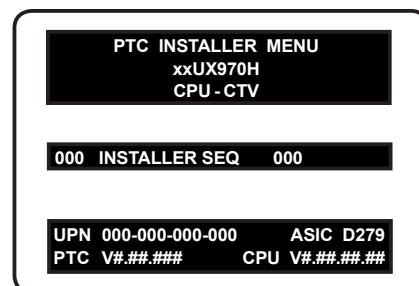 PTC INSTALLER MENU
xxUX970H
CPU - CTV
000 INSTALLER SEQ 000
UPN 000-000-000-000 ASIC D279
PTC V#.##.### CPU V#.##.##.##